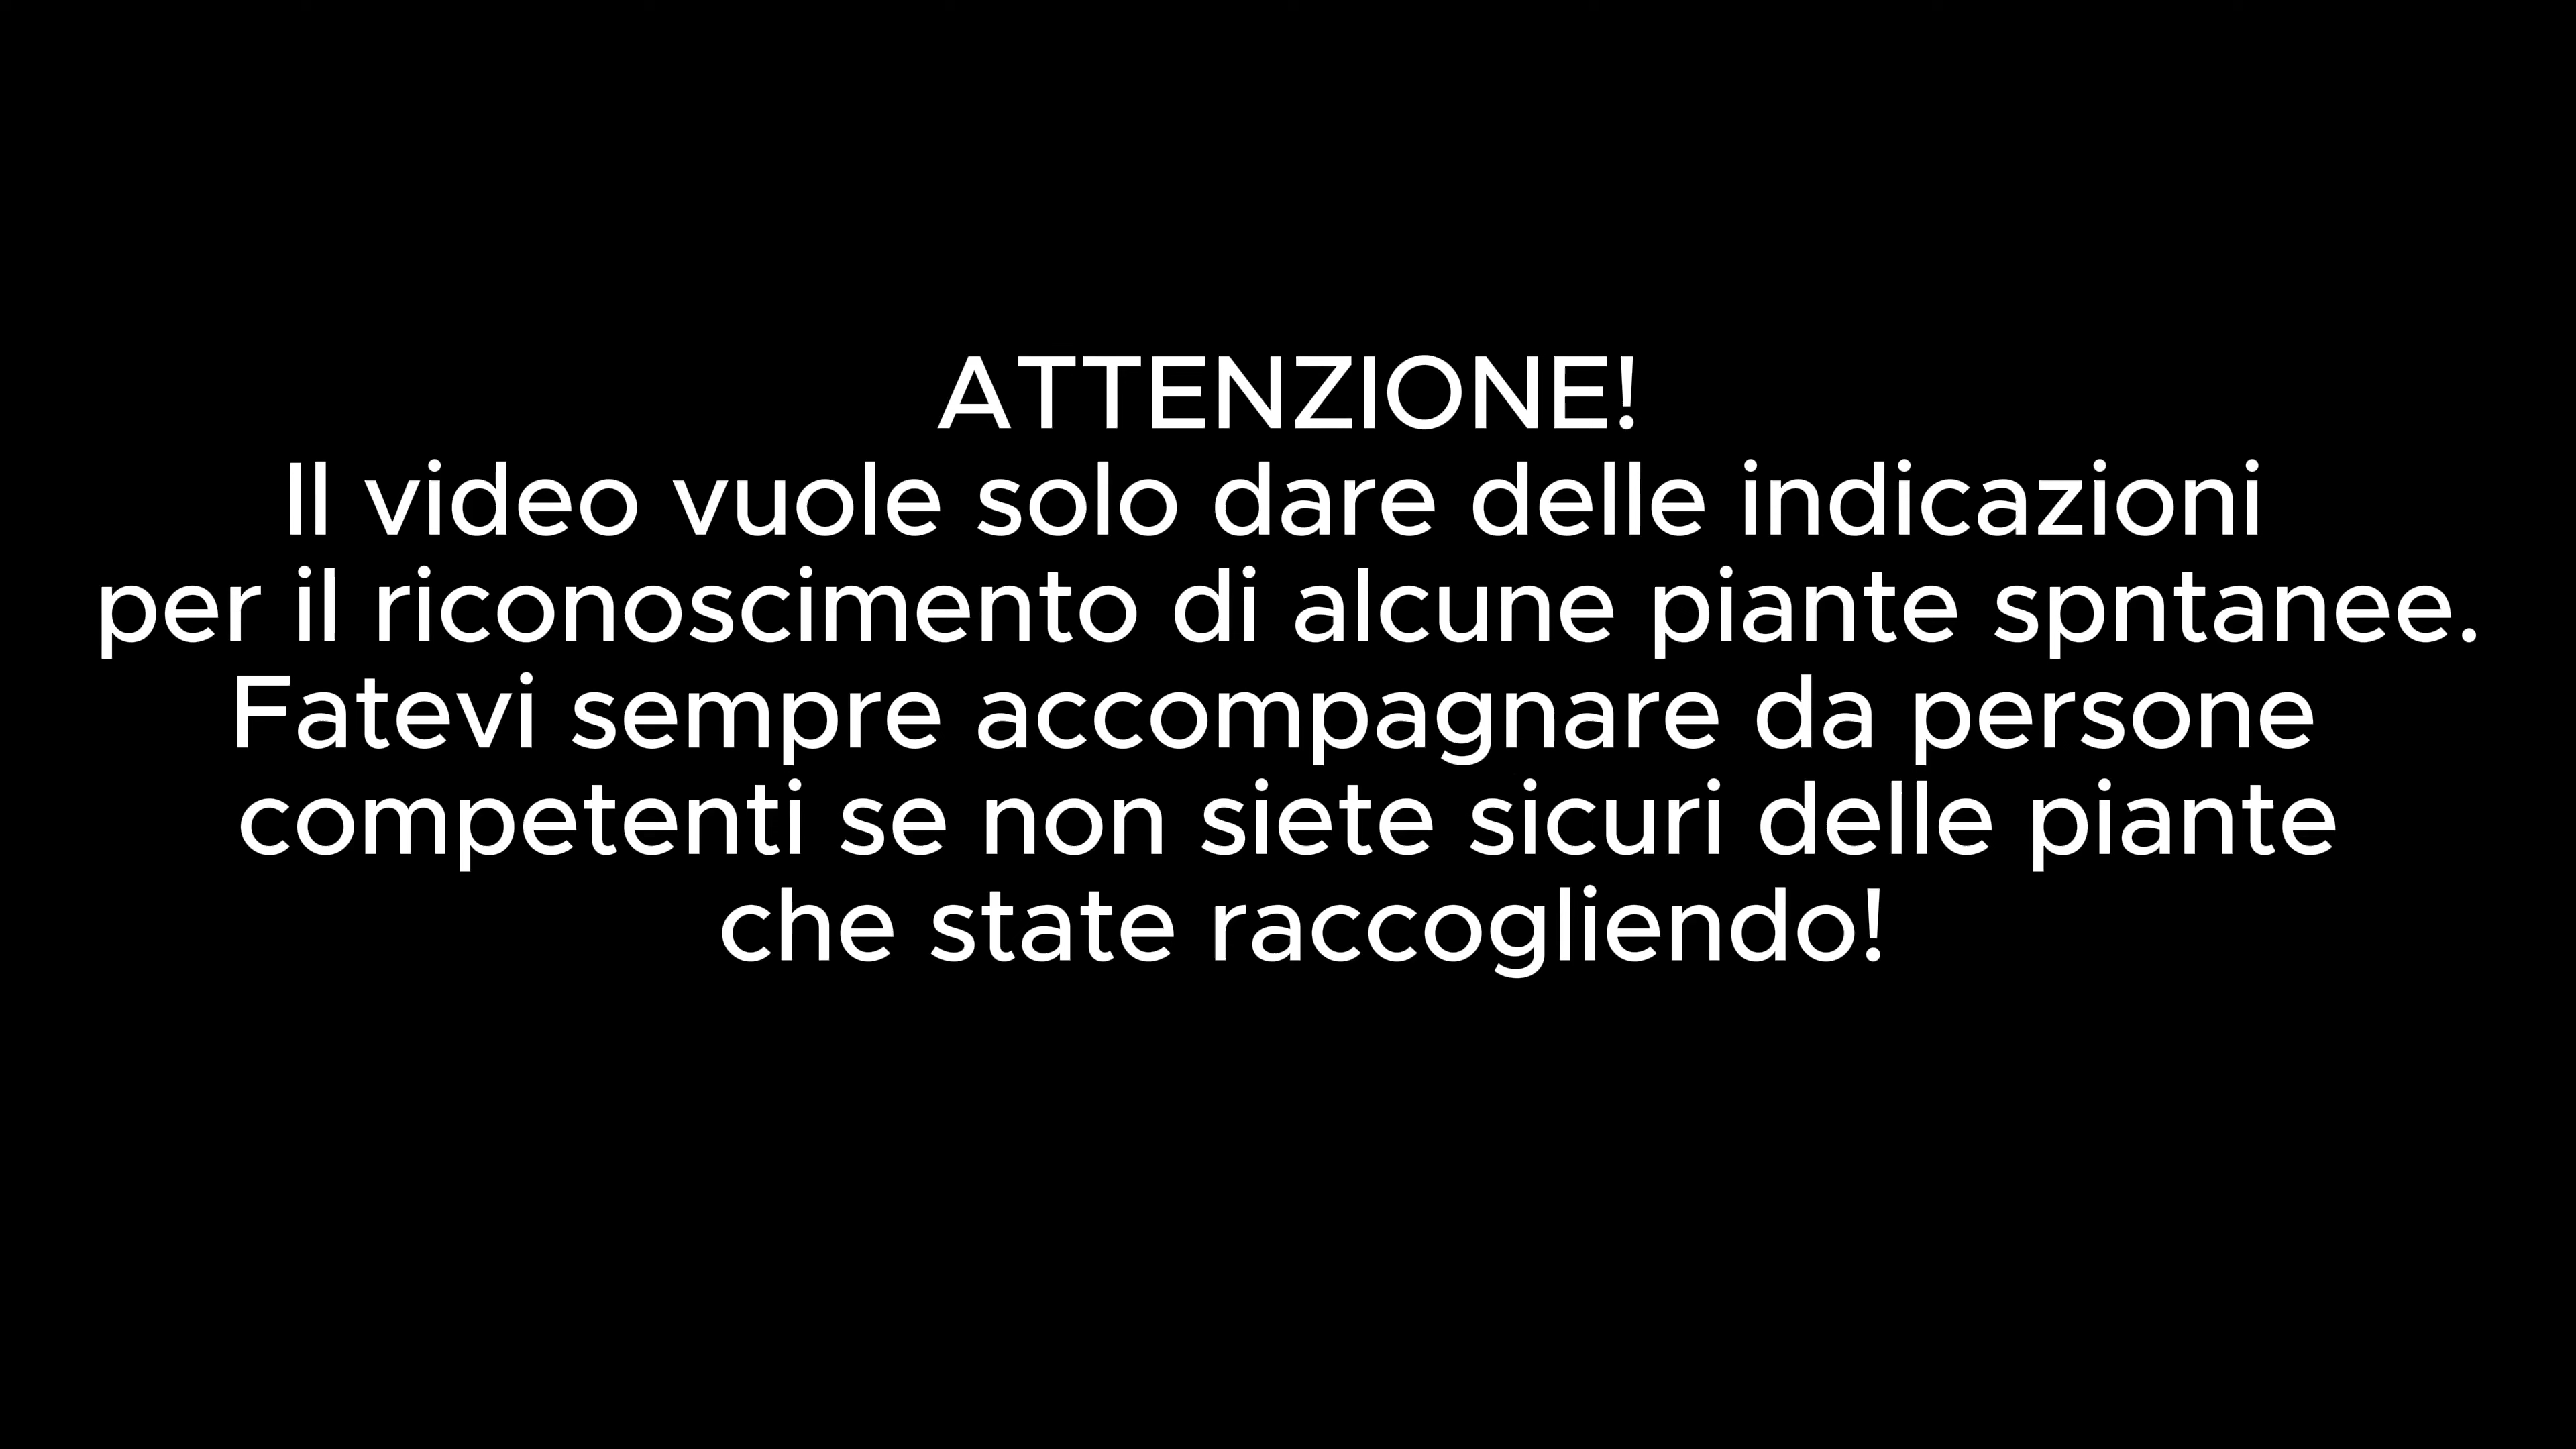 ATTENZIONE!
Il video vuole solo dare delle indicazioni
per il riconoscimento di alcune piante spntanee.
Fatevi sempre accompagnare da persone
competenti se non siete sicuri delle piante
che state raccogliendo!